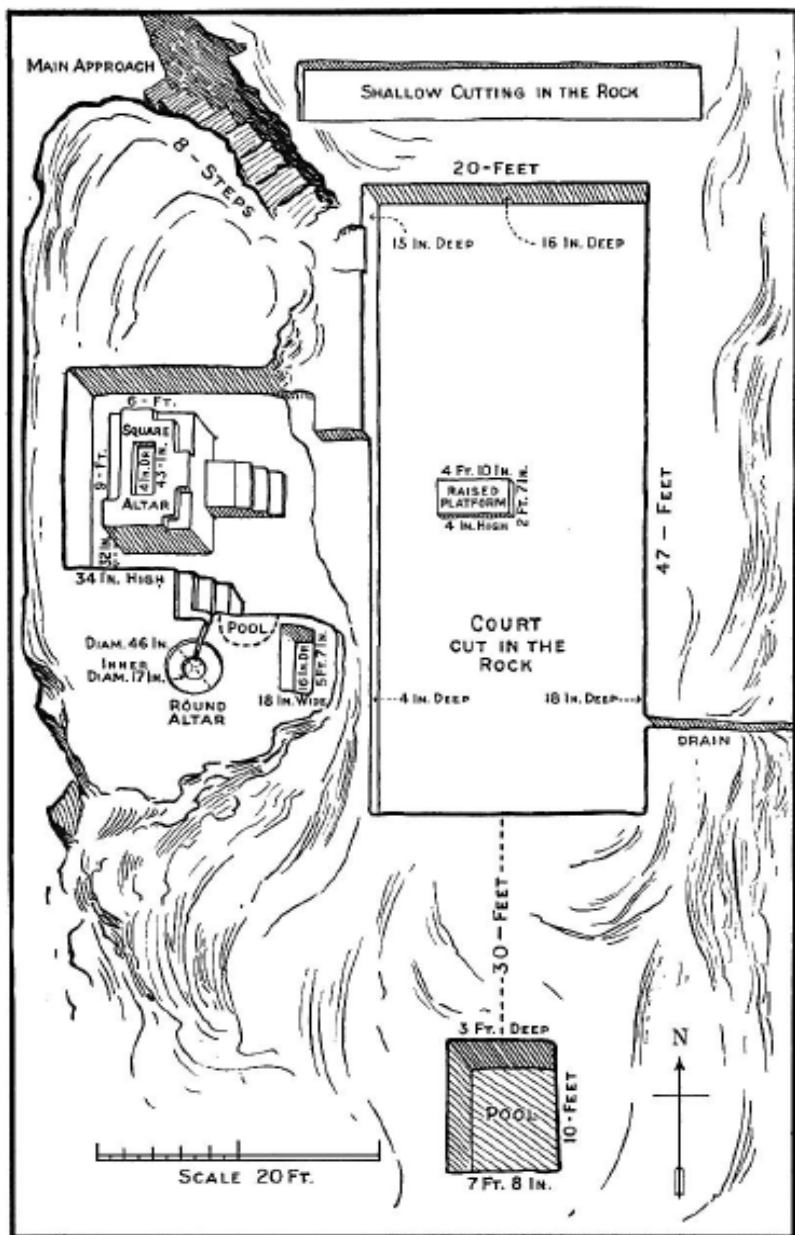 MAIN APPROACH
SHALLOW CUTTING IN THE ROCK
8-STEPS
20-FEET
15 IN. DEEP
16 IN. DEEP
6-FT.
SQUARE
9-FT.
4 IN. DP.
43-IN.
ALTAR
32 IN.
34 IN. HIGH
4 FT. 10 IN.
RAISED
PLATFORM
2 FT. 7 IN.
4 IN. HIGH
47-FEET
POOL
DIAM. 46 IN.
INNER
DIAM. 17 IN.
ROUND
ALTAR
16 IN. DP.
5 FT. 7 IN.
18 IN. WIDE
COURT
CUT IN THE
ROCK
4 IN. DEEP
18 IN. DEEP
DRAIN
30-FEET
3 FT. DEEP
POOL
10-FEET
7 FT. 8 IN.
N
SCALE 20 FT.